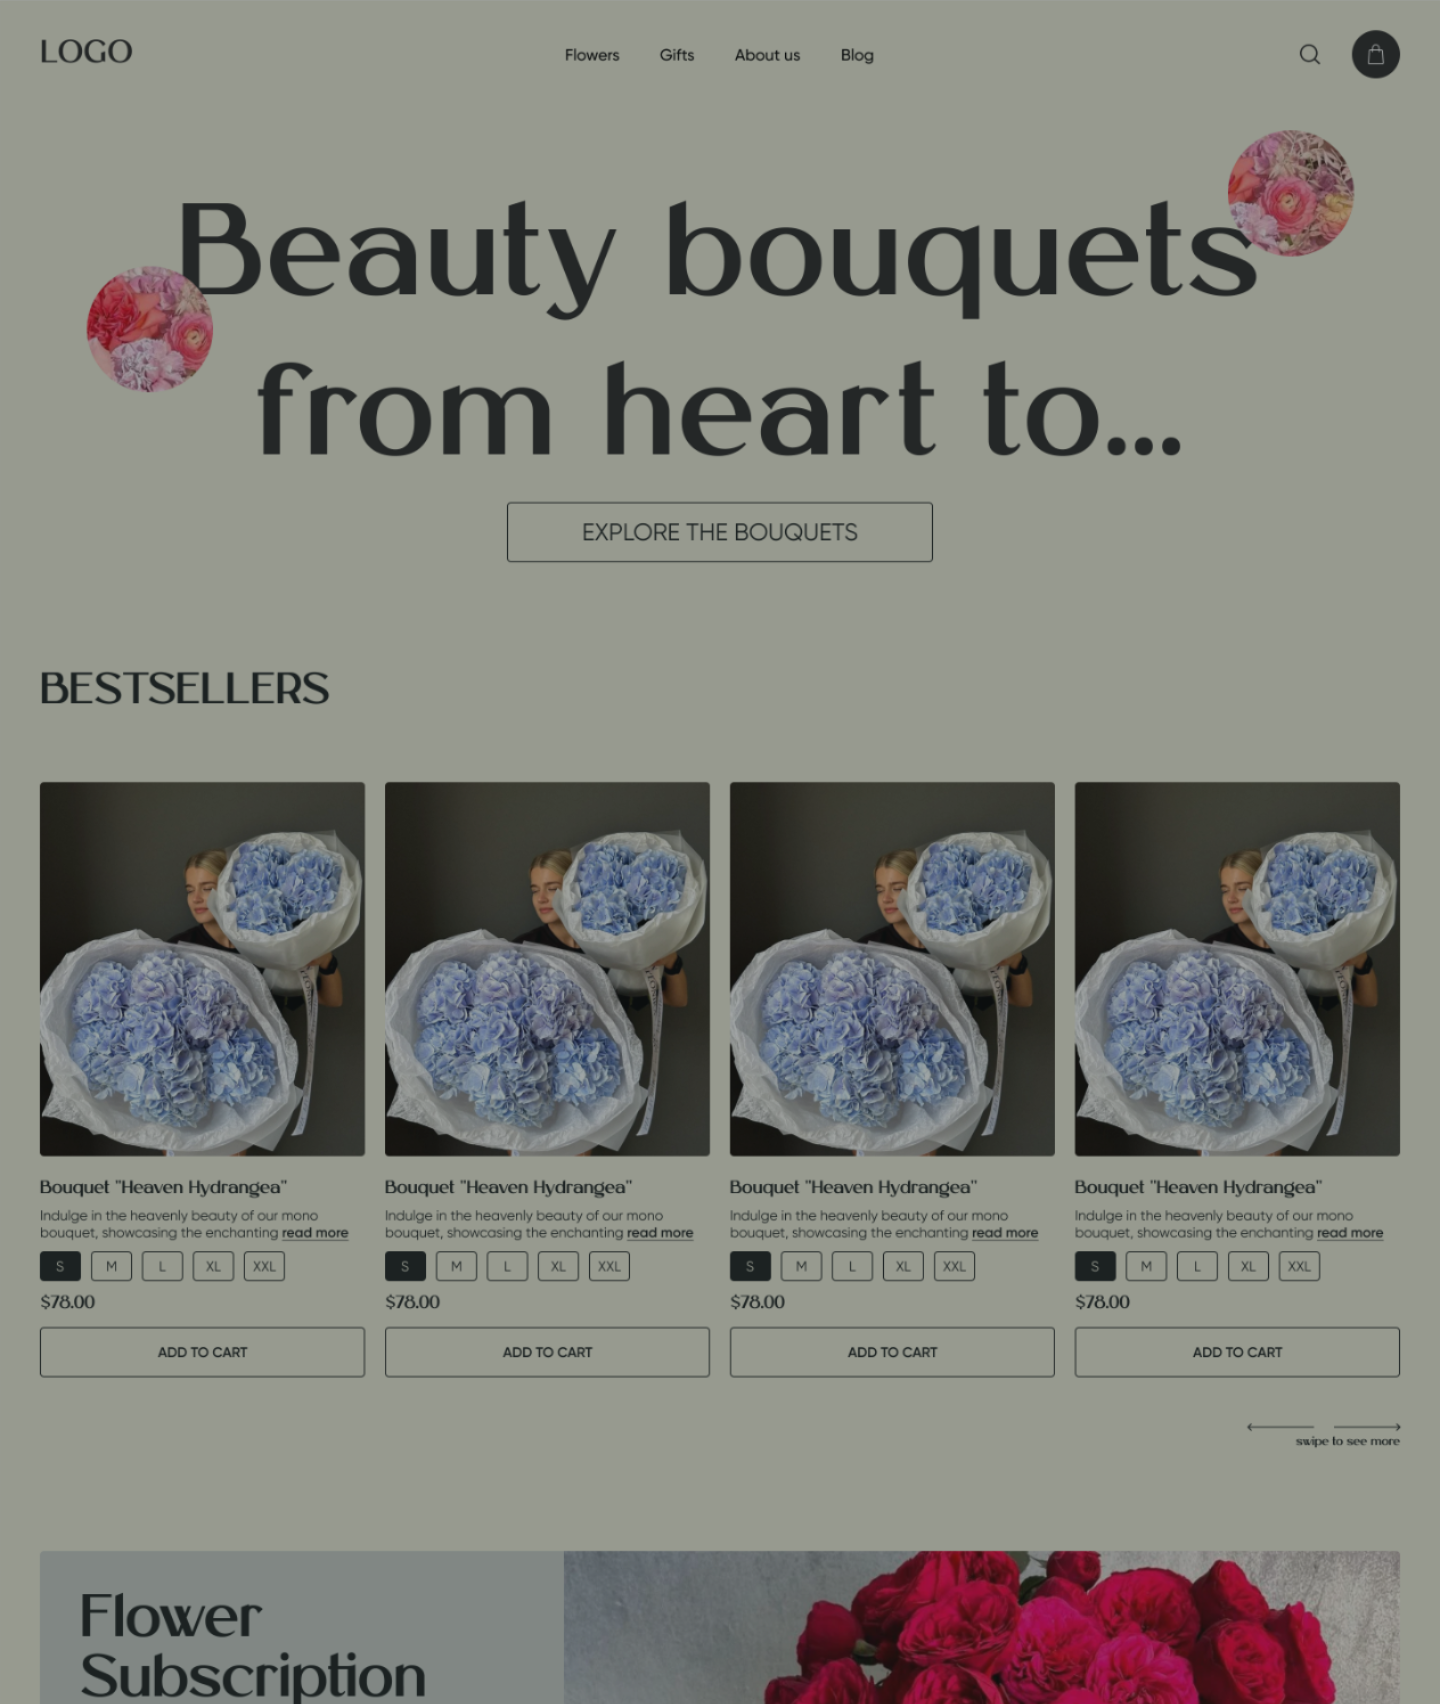 LOGO
Flowers Gifts About us Blog
Beauty bouquets
from heart to...
EXPLORE THE BOUQUETS
BESTSELLERS
Bouquet "Heaven Hydrangea"
Indulge in the heavenly beauty of our mono
bouquet, showcasing the enchanting read more
S M L XL XXL
$78.00
ADD TO CART
Bouquet "Heaven Hydrangea"
Indulge in the heavenly beauty of our mono
bouquet, showcasing the enchanting read more
S M L XL XXL
$78.00
ADD TO CART
Bouquet "Heaven Hydrangea"
Indulge in the heavenly beauty of our mono
bouquet, showcasing the enchanting read more
S M L XL XXL
$78.00
ADD TO CART
Bouquet "Heaven Hydrangea"
Indulge in the heavenly beauty of our mono
bouquet, showcasing the enchanting read more
S M L XL XXL
$78.00
ADD TO CART
swipe to see more
Flower
Subscription